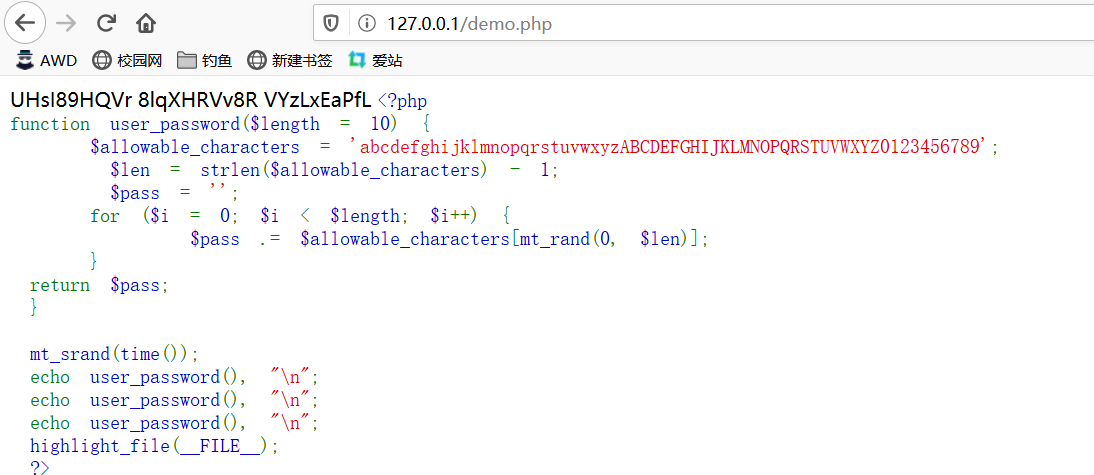 127.0.0.1/demo.php
AWD 校园网 钓鱼 新建书签 爱站
UHsI89HQVr 8lqXHRVv8R VYzLxEaPfL <?php
function user_password($length = 10) {
$allowable_characters = 'abcdefghijklmnopqrstuvwxyzABCDEFGHIJKLMNOPQRSTUVWXYZ0123456789';
$len = strlen($allowable_characters) - 1;
$pass = '';
for ($i = 0; $i < $length; $i++) {
$pass .= $allowable_characters[mt_rand(0, $len)];
}
return $pass;
}
mt_srand(time());
echo user_password(), "\n";
echo user_password(), "\n";
echo user_password(), "\n";
highlight_file(__FILE__);
?>